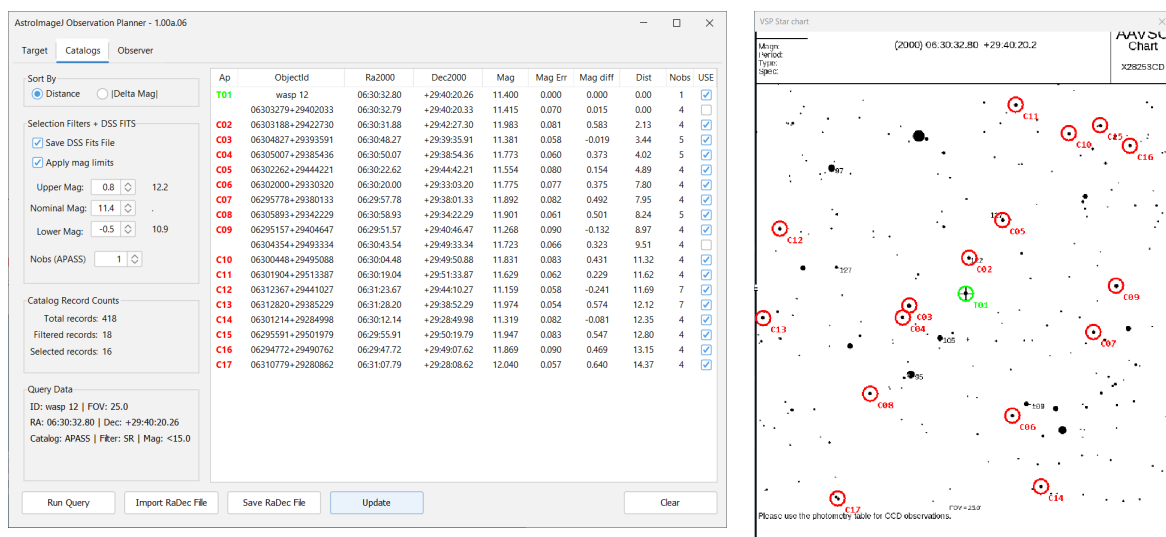 AstroImageJ Observation Planner - 1.00a.06
Target Catalogs Observer
Sort By
Distance |Delta Mag|
Selection Filters + DSS FITS
Save DSS Fits File
Apply mag limits
Upper Mag: 0.8 12.2
Nominal Mag: 11.4 .
Lower Mag: -0.5 10.9
Nobs (APASS) 1
Catalog Record Counts
Total records: 418
Filtered records: 18
Selected records: 16
Query Data
ID: wasp 12 | FOV: 25.0
RA: 06:30:32.80 | Dec: +29:40:20.26
Catalog: APASS | Filter: SR | Mag: <15.0
Ap ObjectId Ra2000 Dec2000 Mag Mag Err Mag diff Dist Nobs USE
T01 wasp 12 06:30:32.80 +29:40:20.26 11.400 0.000 0.000 0.00 1
06303279+29402033 06:30:32.79 +29:40:20.33 11.415 0.070 0.015 0.00 4
C02 06303188+29422730 06:30:31.88 +29:42:27.30 11.983 0.081 0.583 2.13 4
C03 06304827+29393591 06:30:48.27 +29:39:35.91 11.381 0.058 -0.019 3.44 5
C04 06305007+29385436 06:30:50.07 +29:38:54.36 11.773 0.060 0.373 4.02 5
C05 06302262+29444221 06:30:22.62 +29:44:42.21 11.554 0.080 0.154 4.89 4
C06 06302000+29330320 06:30:20.00 +29:33:03.20 11.775 0.077 0.375 7.80 4
C07 06295778+29380133 06:29:57.78 +29:38:01.33 11.892 0.082 0.492 7.95 4
C08 06305893+29342229 06:30:58.93 +29:34:22.29 11.901 0.061 0.501 8.24 5
C09 06295157+29404647 06:29:51.57 +29:40:46.47 11.268 0.090 -0.132 8.97 4
06304354+29493334 06:30:43.54 +29:49:33.34 11.723 0.066 0.323 9.51 4
C10 06300448+29495088 06:30:04.48 +29:49:50.88 11.831 0.083 0.431 11.32 4
C11 06301904+29513387 06:30:19.04 +29:51:33.87 11.629 0.062 0.229 11.62 4
C12 06312367+29441027 06:31:23.67 +29:44:10.27 11.159 0.058 -0.241 11.69 7
C13 06312820+29385229 06:31:28.20 +29:38:52.29 11.974 0.054 0.574 12.12 7
C14 06301214+29284998 06:30:12.14 +29:28:49.98 11.319 0.082 -0.081 12.35 4
C15 06295591+29501979 06:29:55.91 +29:50:19.79 11.947 0.083 0.547 12.80 4
C16 06294772+29490762 06:29:47.72 +29:49:07.62 11.869 0.090 0.469 13.15 4
C17 06310779+29280862 06:31:07.79 +29:28:08.62 12.040 0.057 0.640 14.37 4
Run Query Import RaDec File Save RaDec File Update Clear
VSP Star chart
Magn:
Period:
Type:
Spec:
(2000) 06:30:32.80 +29:40:20.2
AAVSO
Chart
X28253CD
C11
C10
C15
C16
97
C05
C12
C02
127
C09
T01
C03
C04
C13
C07
105
95
C08
109
C06
C14
C17
FOV = 25.0'
Please use the photometry table for CCD observations.